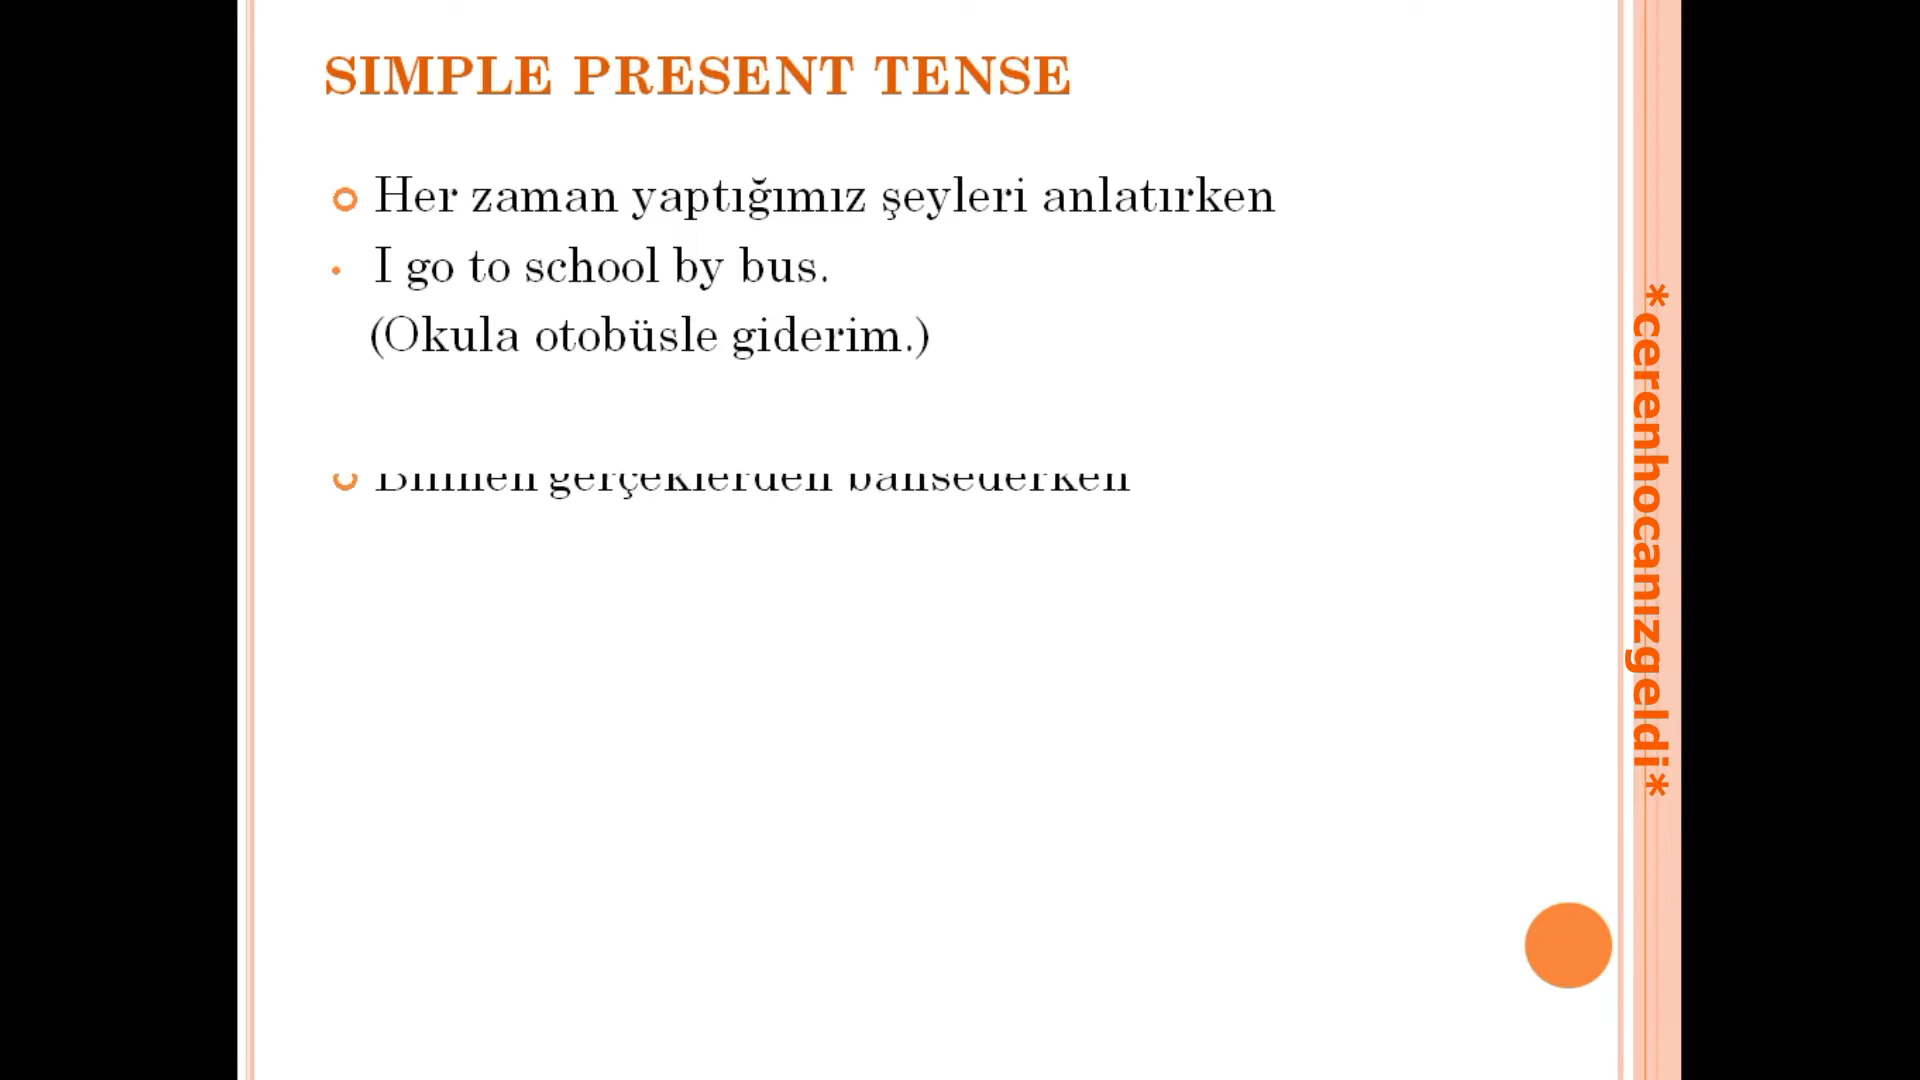 SIMPLE PRESENT TENSE
Her zaman yaptığımız şeyleri anlatırken
I go to school by bus.
(Okula otobüsle giderim.)
Bilinen gerçeklerden bahsederken
*cerenhocanızgeldi*